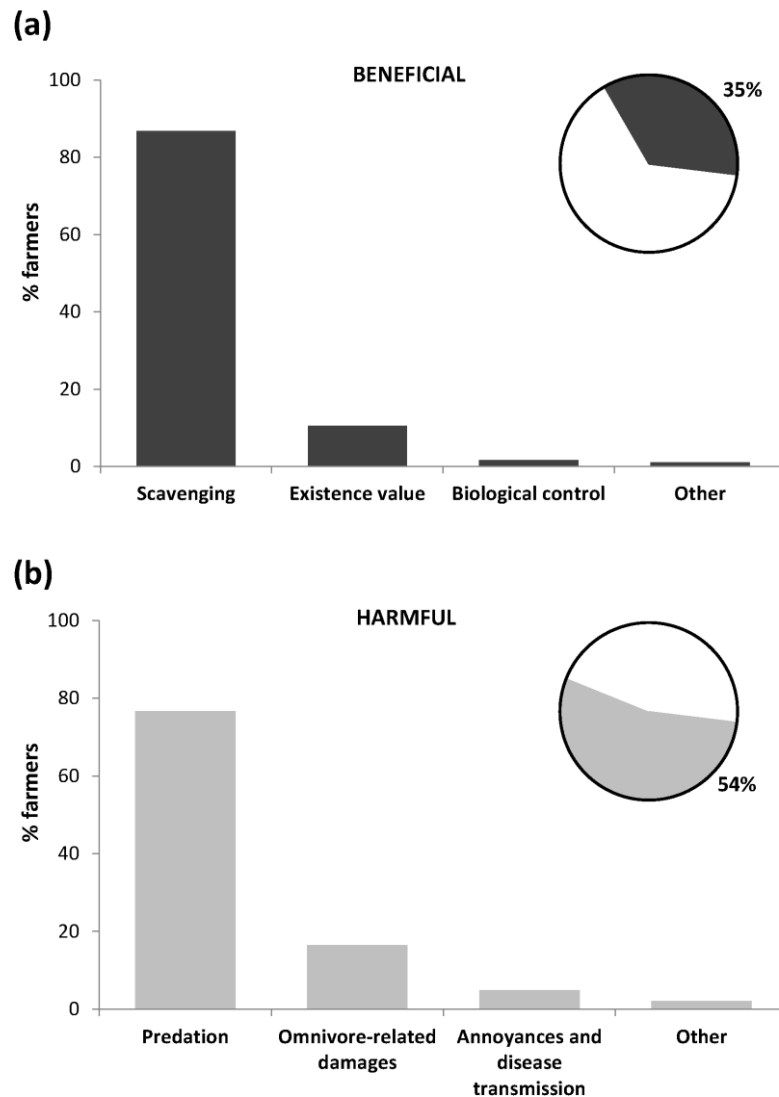 (a)
BENEFICIAL
35%
% farmers
100
80
60
40
20
0
Scavenging
Existence value
Biological control
Other
(b)
HARMFUL
54%
% farmers
100
80
60
40
20
0
Predation
Omnivore-related
damages
Annoyances and
disease
transmission
Other